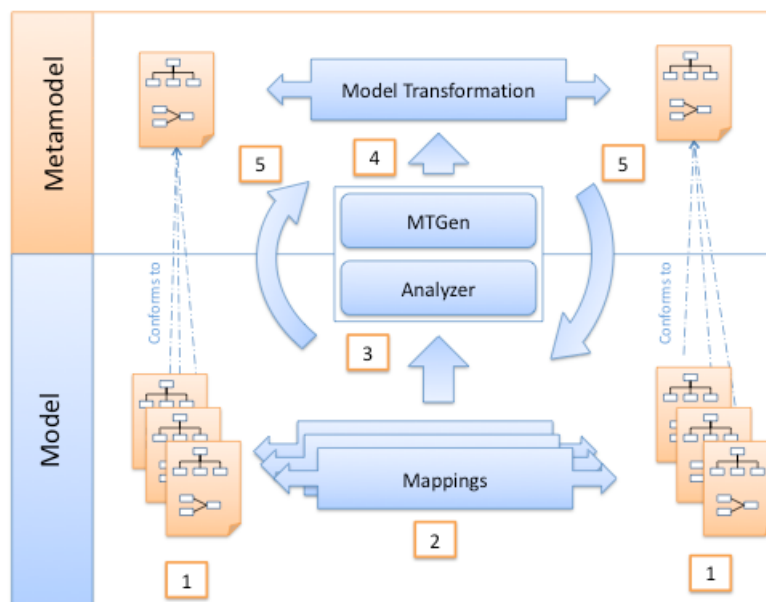 Metamodel
Model Transformation
5
4
5
MTGen
Analyzer
Conforms to
Conforms to
3
Model
Mappings
2
1
1